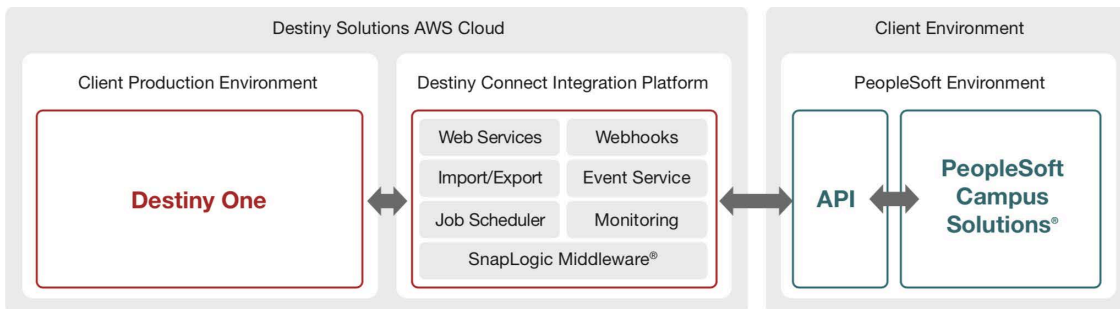 Destiny Solutions AWS Cloud
Client Environment
Client Production Environment
Destiny Connect Integration Platform
PeopleSoft Environment
Destiny One
Web Services
Webhooks
Import/Export
Event Service
Job Scheduler
Monitoring
SnapLogic Middleware®
API
PeopleSoft
Campus
Solutions®